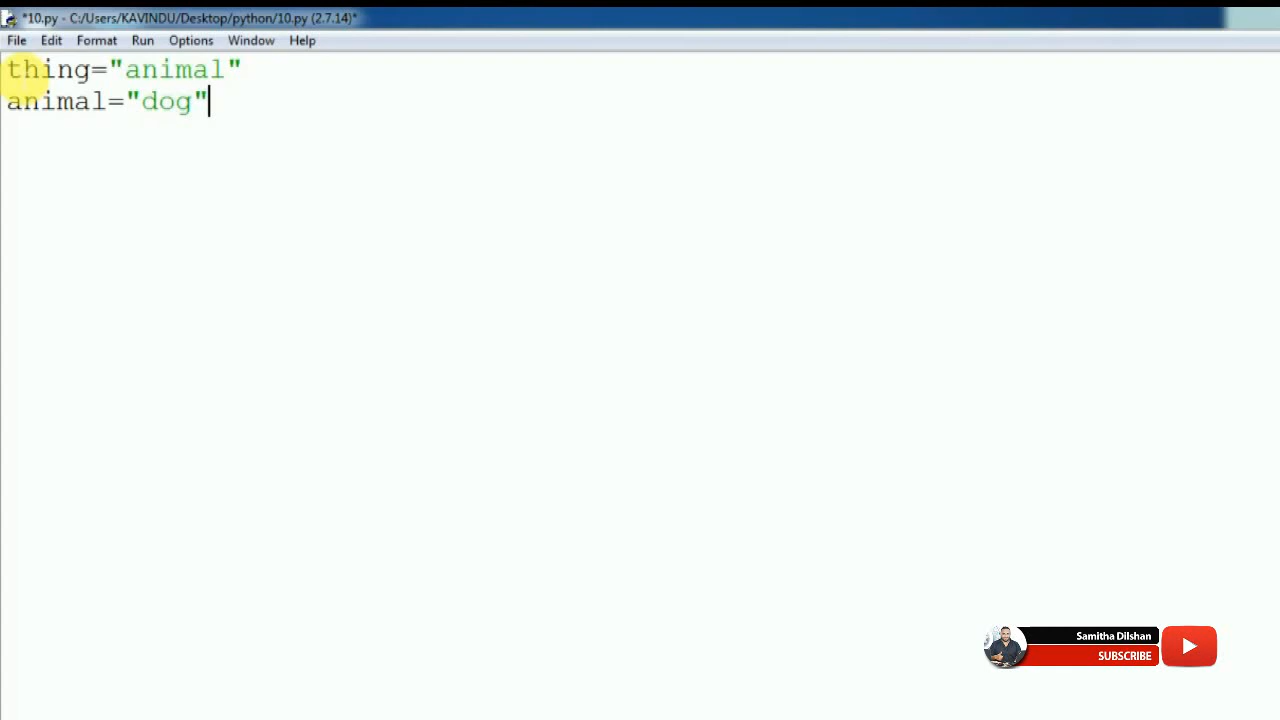 *10.py - C:/Users/KAVINDU/Desktop/python/10.py (2.7.14)*
File Edit Format Run Options Window Help
thing="animal"
animal="dog"
Samitha Dilshan
SUBSCRIBE